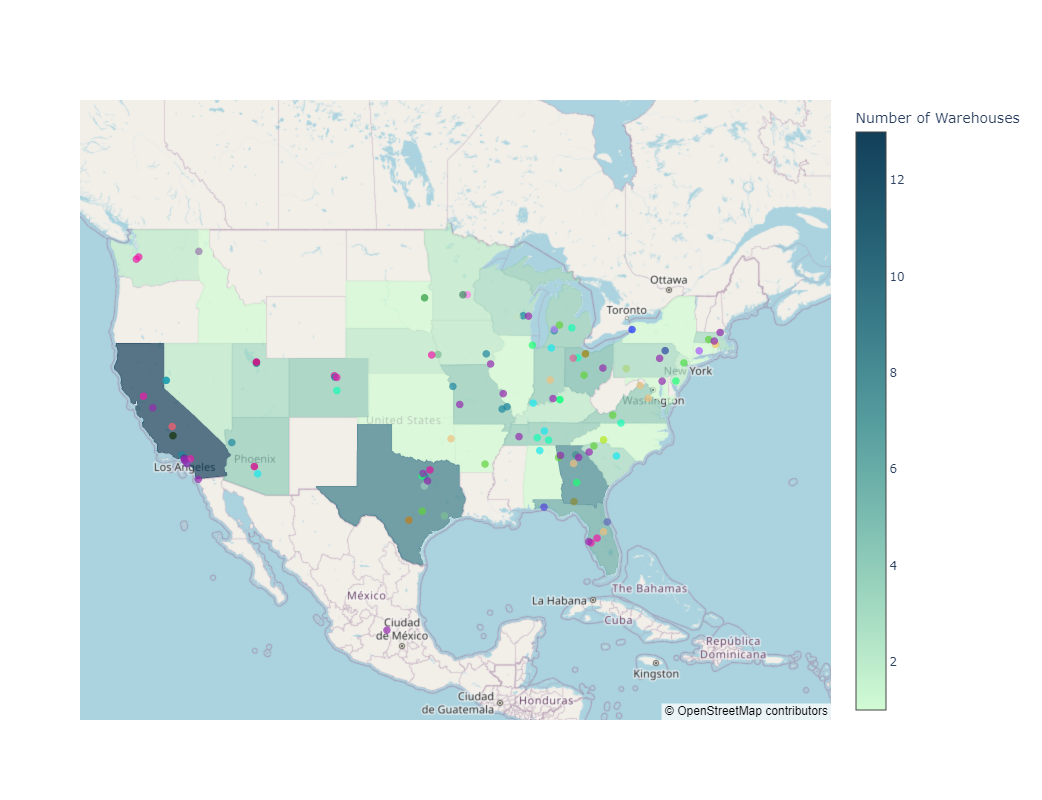 Number of Warehouses
12
10
8
6
4
2
Ottawa
Toronto
New York
Washington
United States
Phoenix
Los Angeles
The Bahamas
La Habana
Cuba
México
Ciudad
de México
República
Dominicana
Kingston
Ciudad
de Guatemala
Honduras
© OpenStreetMap contributors